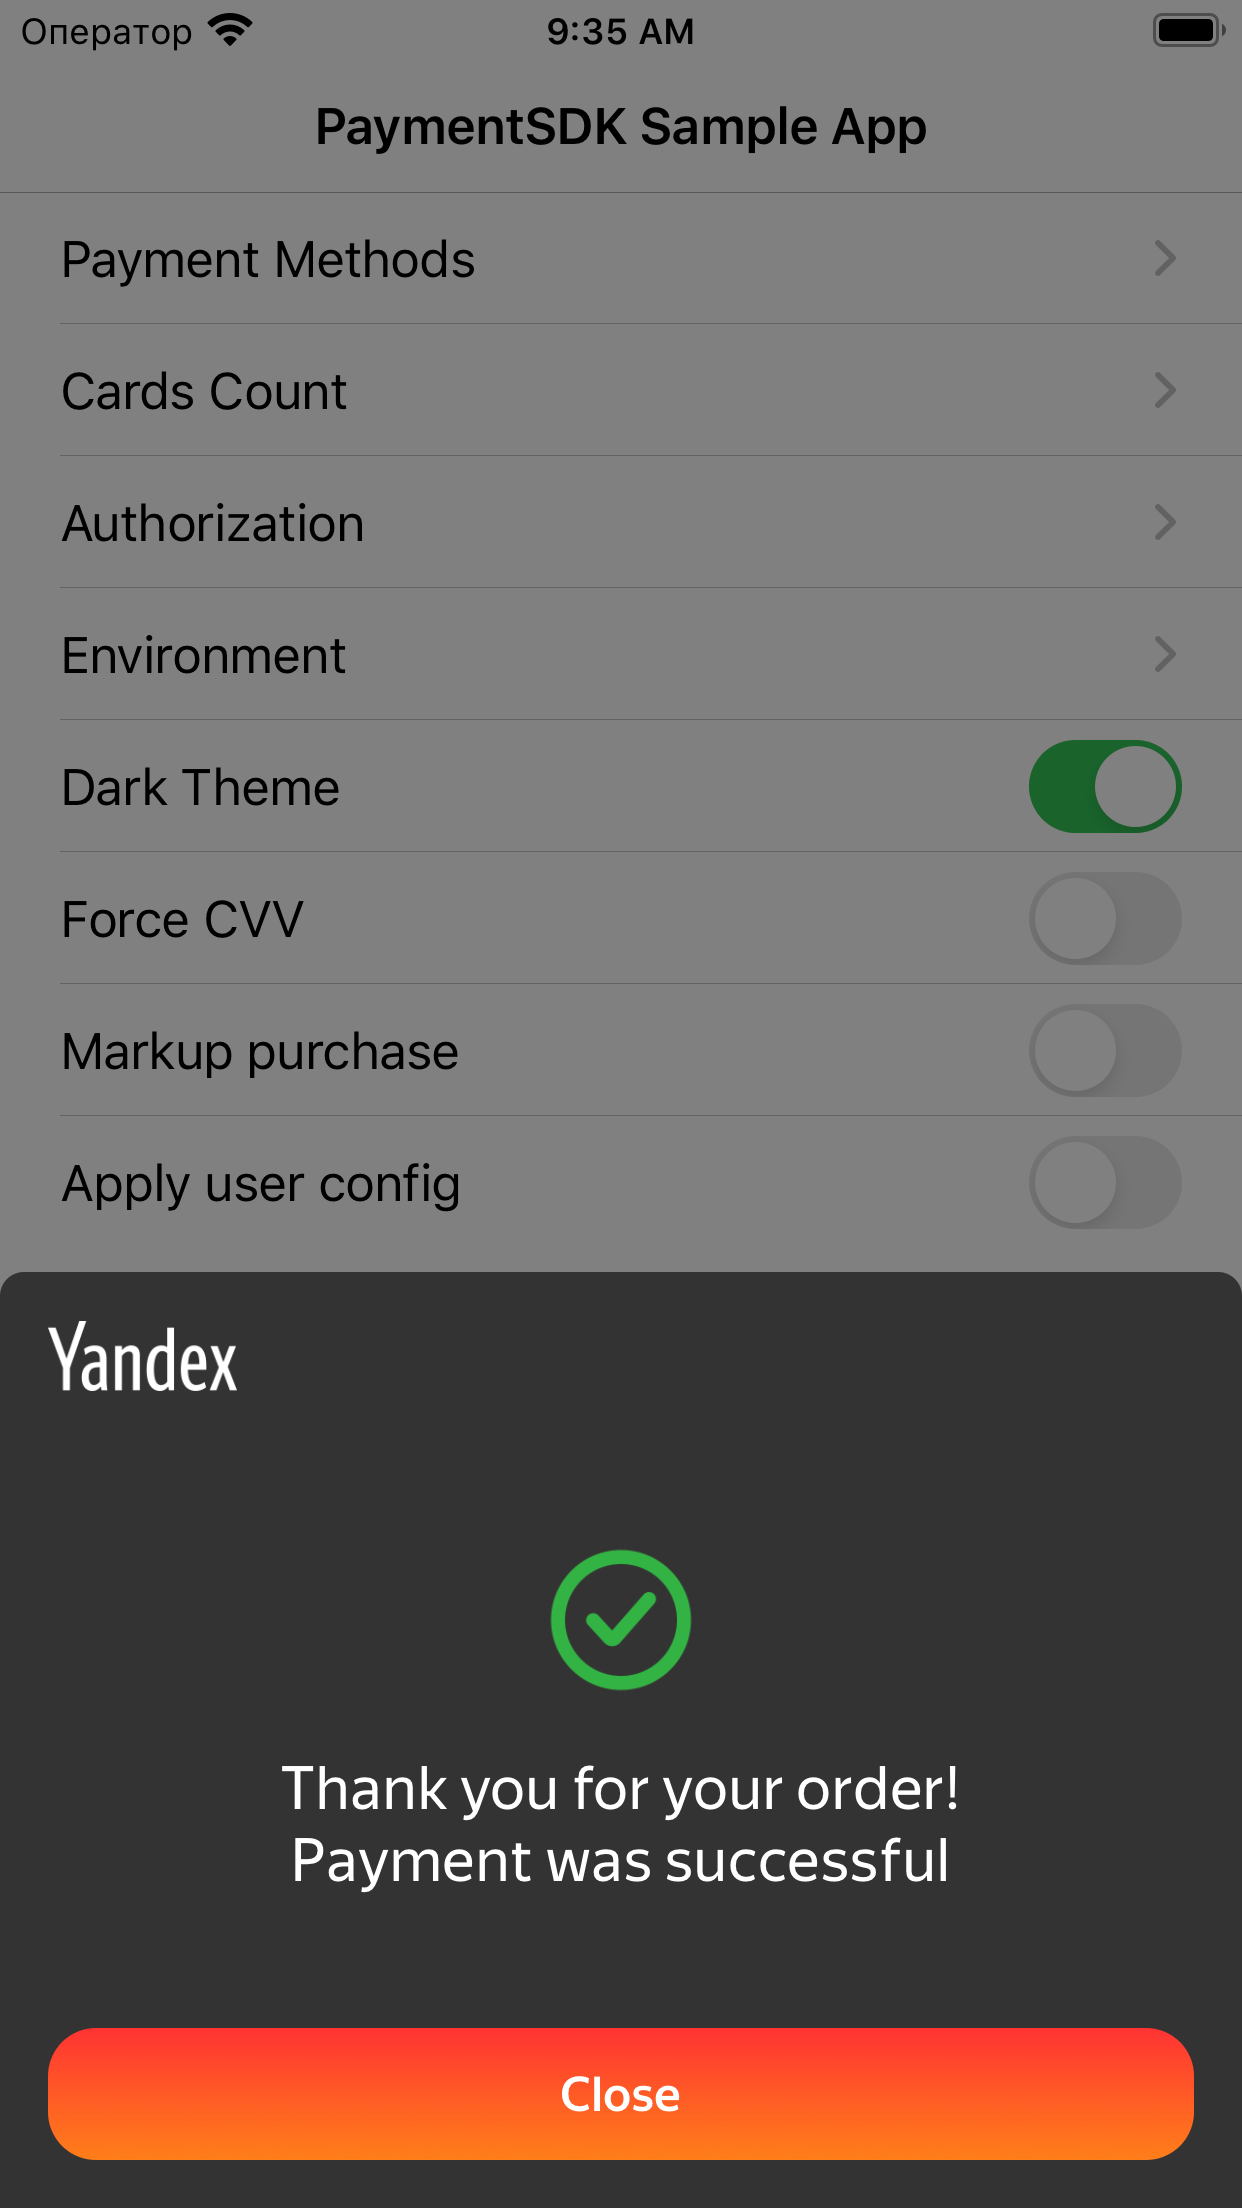 Оператор 9:35 AM
PaymentSDK Sample App
Payment Methods
Cards Count
Authorization
Environment
Dark Theme
Force CVV
Markup purchase
Apply user config
Yandex
Thank you for your order!
Payment was successful
Close